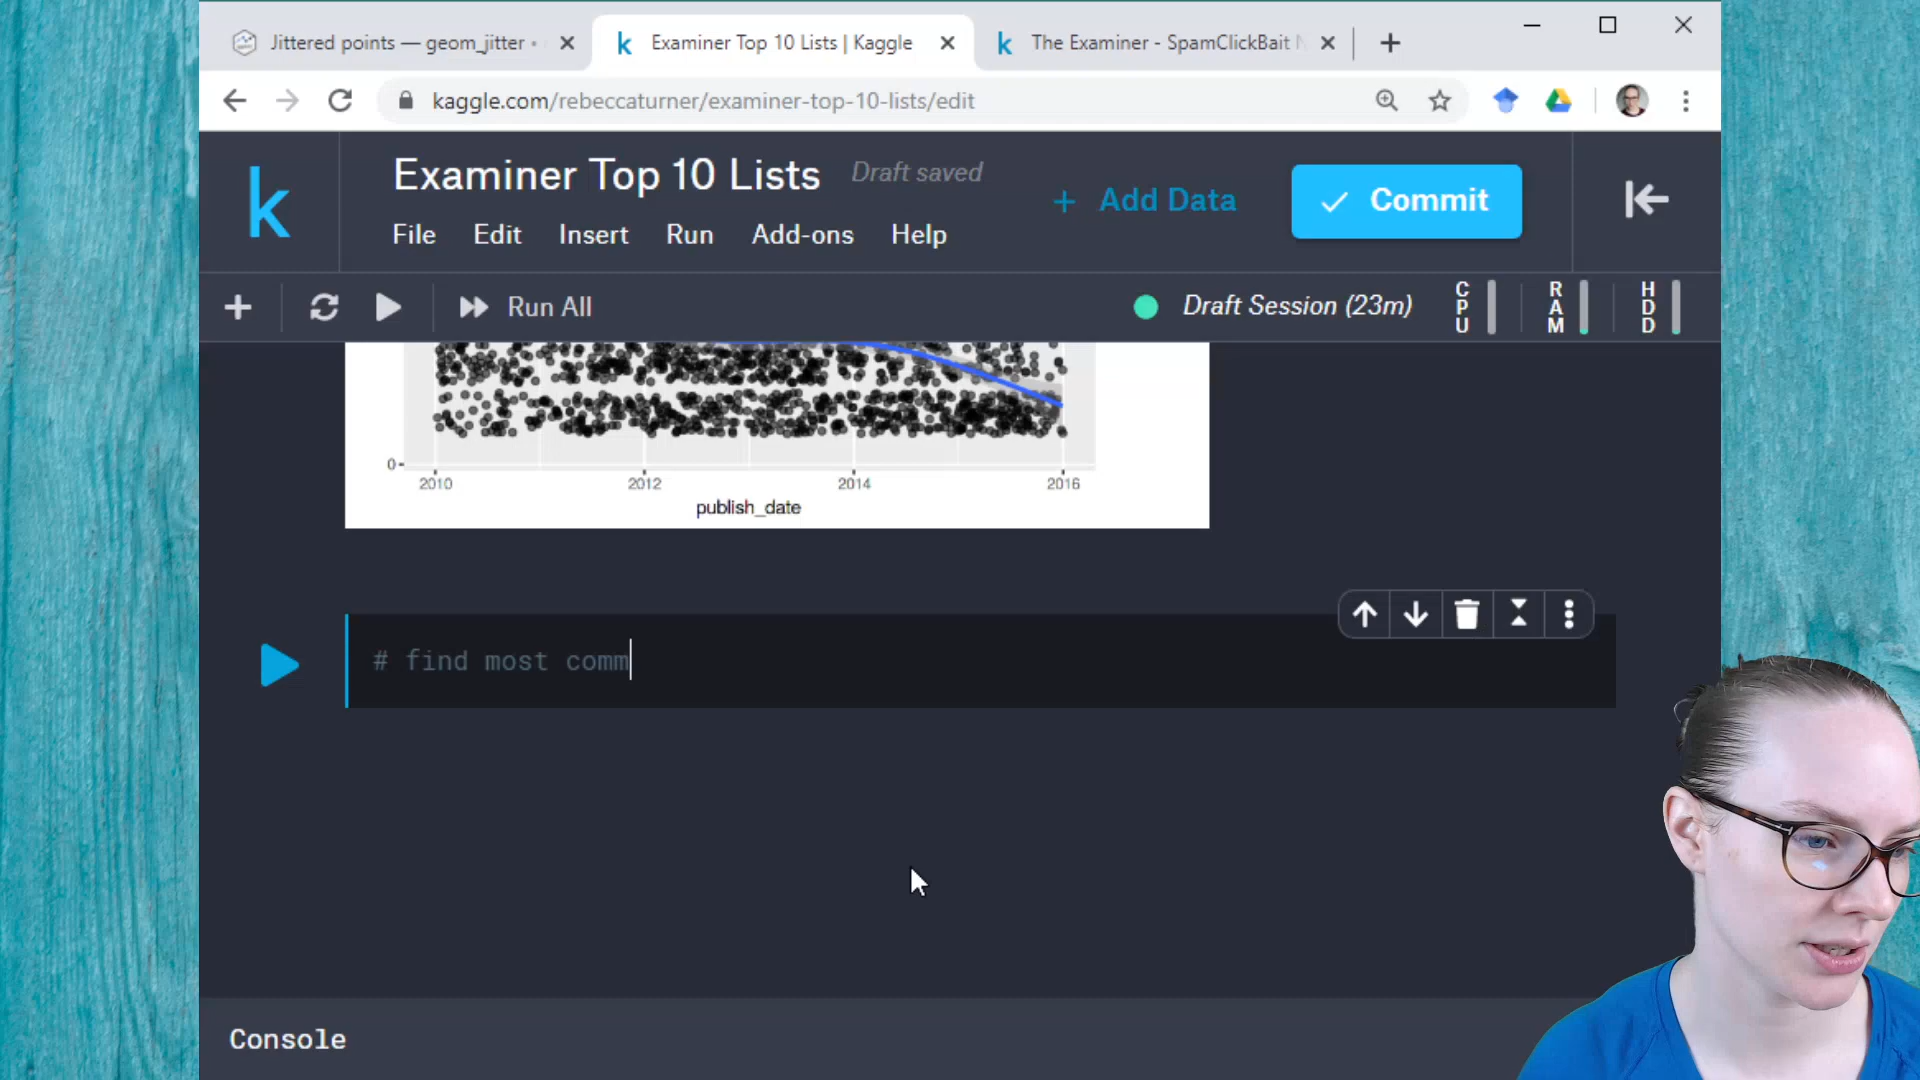 Jittered points — geom_jitter •
Examiner Top 10 Lists | Kaggle
The Examiner - SpamClickBait
kaggle.com/rebeccaturner/examiner-top-10-lists/edit
k
Examiner Top 10 Lists
Draft saved
+ Add Data
Commit
File
Edit
Insert
Run
Add-ons
Help
Run All
Draft Session (23m)
CPU
RAM
HDD
0
2010
2012
2014
2016
publish_date
# find most comm
Console